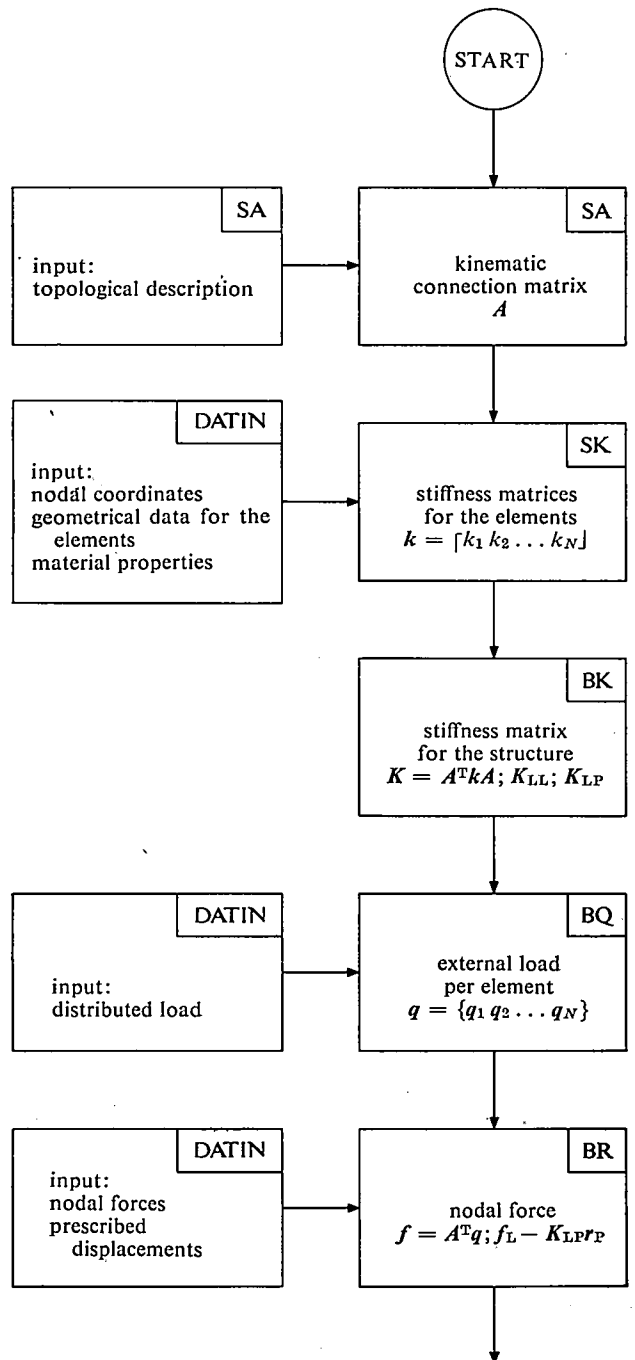 START
SA
input:
topological description
SA
kinematic
connection matrix
A
DATIN
input:
nodal coordinates
geometrical data for the
elements
material properties
SK
stiffness matrices
for the elements
k = ⌈k₁ k₂ . . . k_N⌋
BK
stiffness matrix
for the structure
K = AᵀkA; K_LL; K_LP
DATIN
input:
distributed load
BQ
external load
per element
q = {q₁ q₂ . . . q_N}
DATIN
input:
nodal forces
prescribed
displacements
BR
nodal force
f = Aᵀq; f_L − K_LP r_P